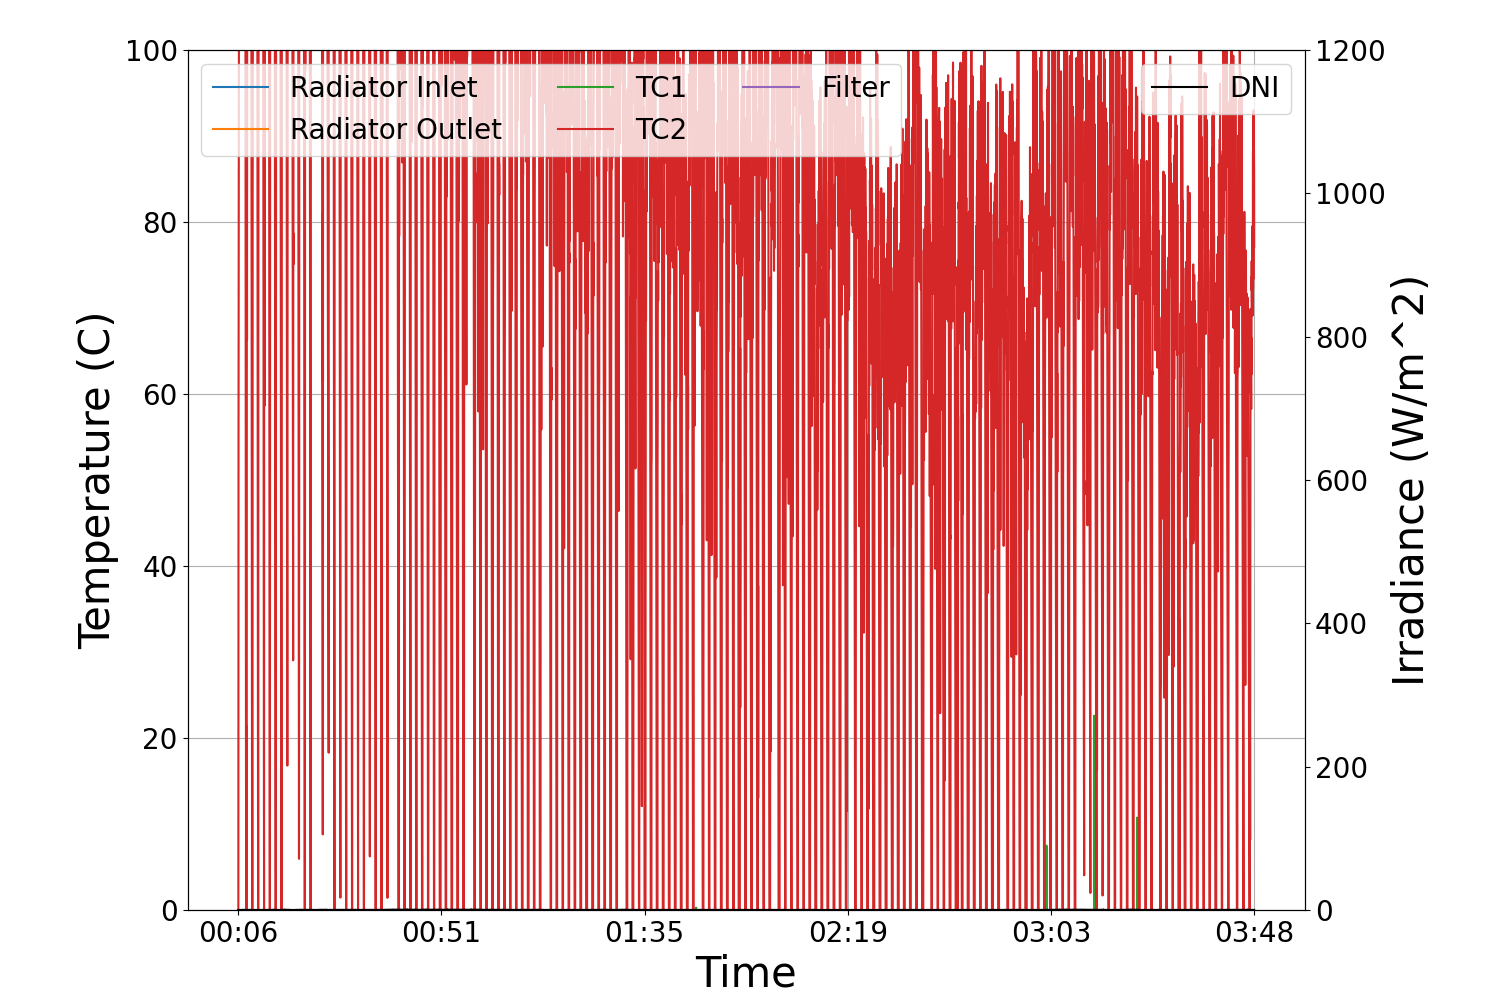 Radiator Inlet
Radiator Outlet
TC1
TC2
Filter
DNI
Temperature (C)
100
80
60
40
20
0
1200
1000
800
600
400
200
0
Irradiance (W/m^2)
00:06
00:51
01:35
02:19
03:03
03:48
Time